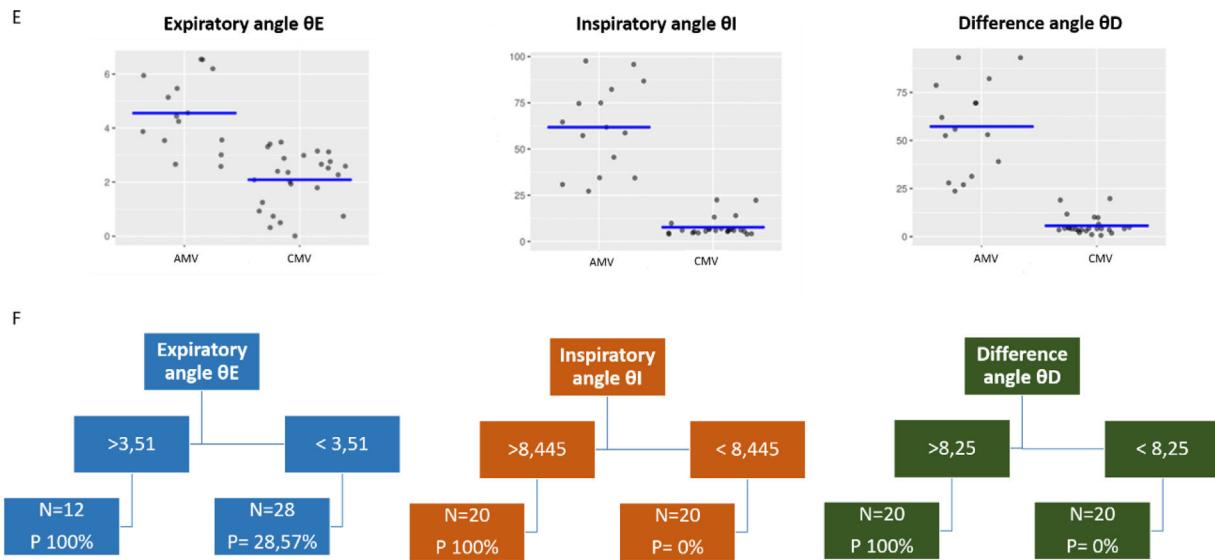 E
Expiratory angle θE
Inspiratory angle θI
Difference angle θD
6
4
2
0
AMV
CMV
100
75
50
25
0
AMV
CMV
75
50
25
0
AMV
CMV
F
Expiratory
angle θE
>3,51
< 3,51
N=12
P 100%
N=28
P= 28,57%
Inspiratory
angle θI
>8,445
< 8,445
N=20
P 100%
N=20
P= 0%
Difference
angle θD
>8,25
< 8,25
N=20
P 100%
N=20
P= 0%